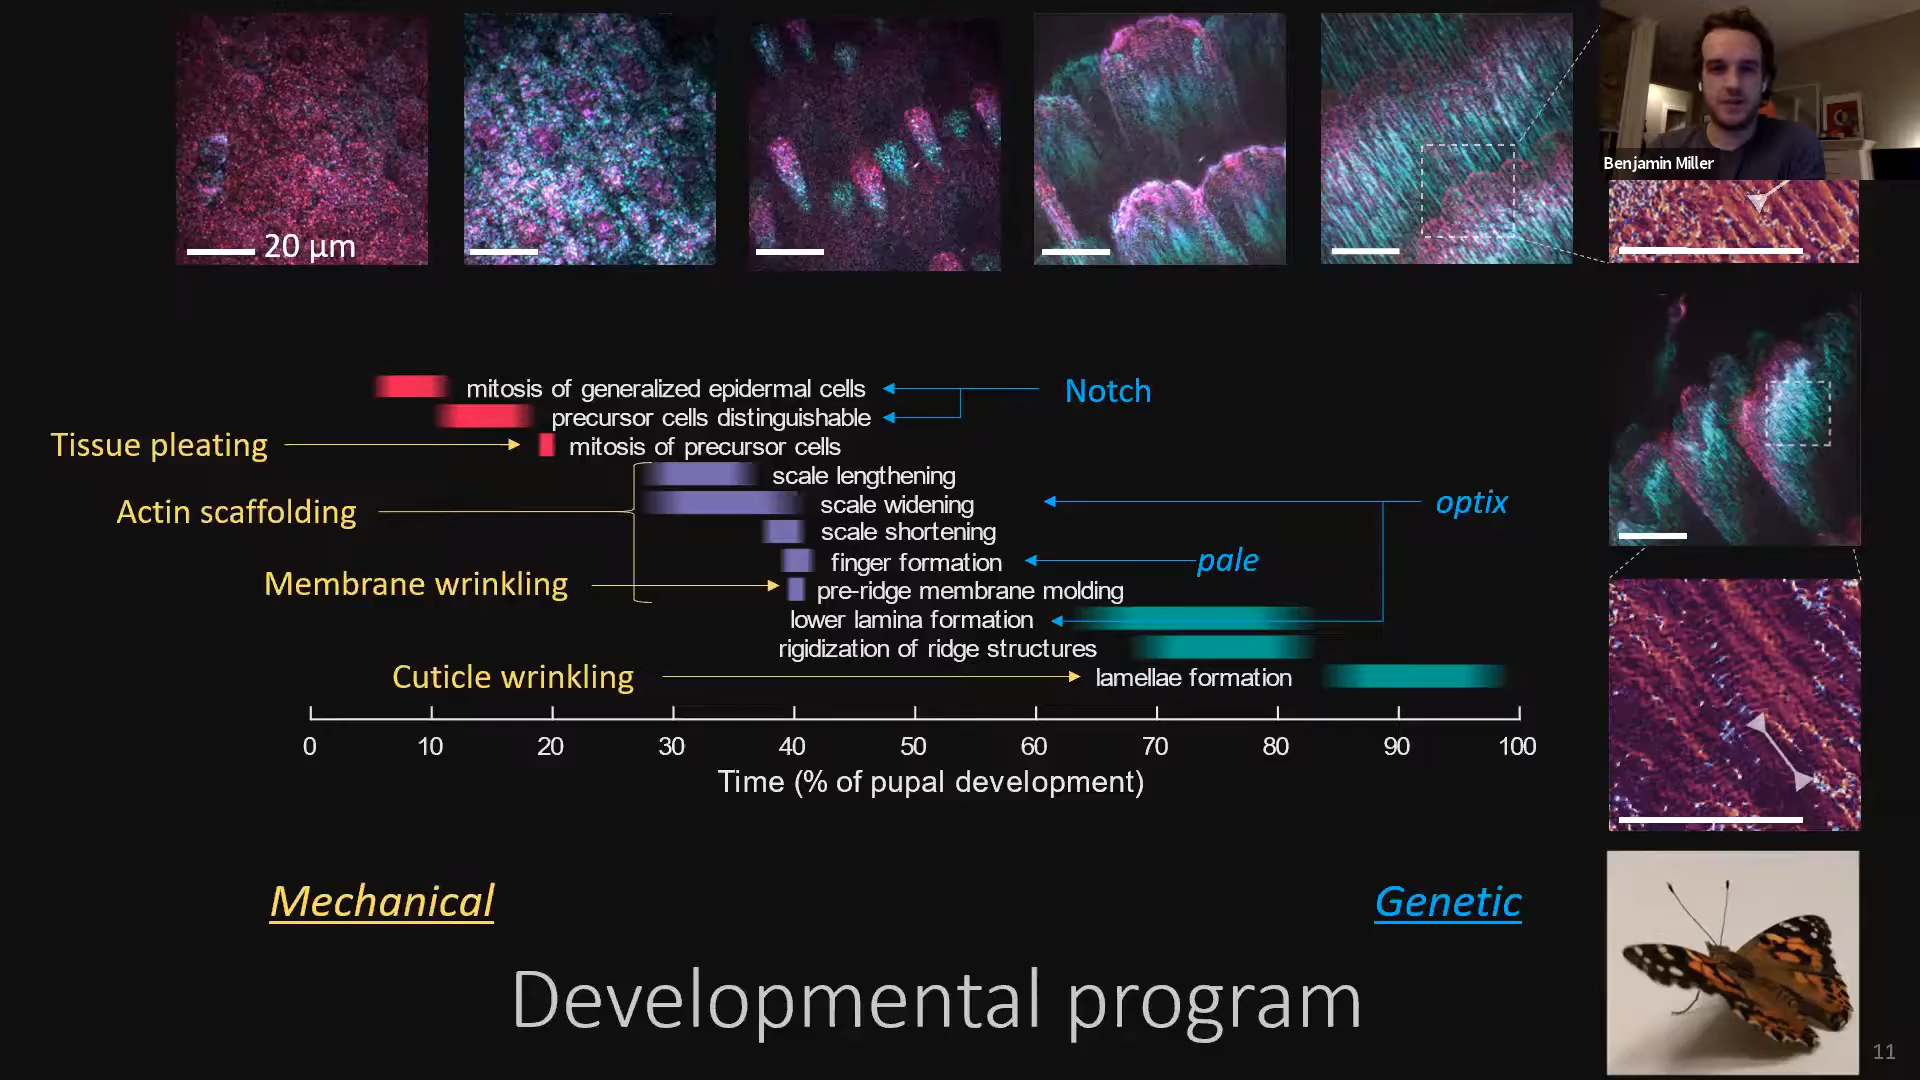 Benjamin Miller
20 µm
mitosis of generalized epidermal cells
Notch
precursor cells distinguishable
Tissue pleating
mitosis of precursor cells
scale lengthening
Actin scaffolding
scale widening
optix
scale shortening
finger formation
pale
Membrane wrinkling
pre-ridge membrane molding
lower lamina formation
rigidization of ridge structures
Cuticle wrinkling
lamellae formation
0 10 20 30 40 50 60 70 80 90 100
Time (% of pupal development)
Mechanical
Genetic
Developmental program
11